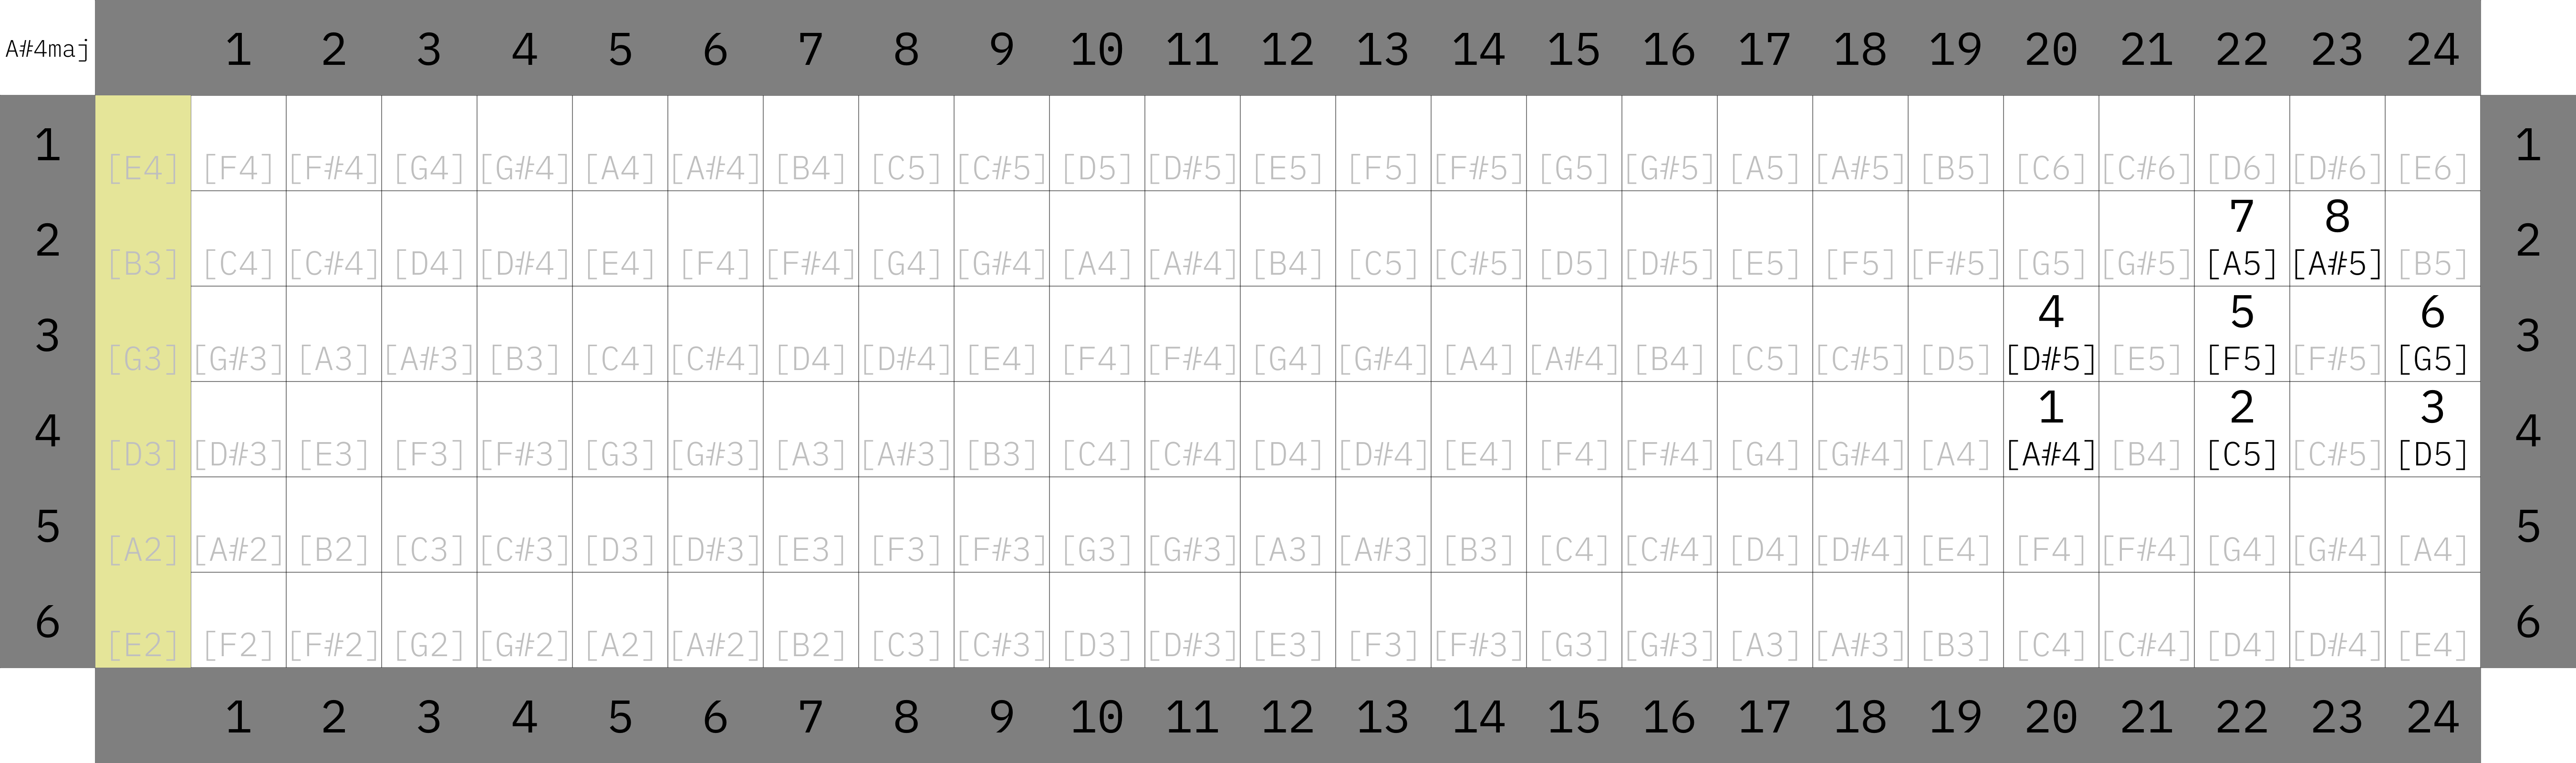 A#4maj 1 2 3 4 5 6 7 8 9 10 11 12 13 14 15 16 17 18 19 20 21 22 23 24
1 1
[E4] [F4] [F#4] [G4] [G#4] [A4] [A#4] [B4] [C5] [C#5] [D5] [D#5] [E5] [F5] [F#5] [G5] [G#5] [A5] [A#5] [B5] [C6] [C#6] [D6] [D#6] [E6]
2 7 8 2
[B3] [C4] [C#4] [D4] [D#4] [E4] [F4] [F#4] [G4] [G#4] [A4] [A#4] [B4] [C5] [C#5] [D5] [D#5] [E5] [F5] [F#5] [G5] [G#5] [A5] [A#5] [B5]
3 4 5 6 3
[G3] [G#3] [A3] [A#3] [B3] [C4] [C#4] [D4] [D#4] [E4] [F4] [F#4] [G4] [G#4] [A4] [A#4] [B4] [C5] [C#5] [D5] [D#5] [E5] [F5] [F#5] [G5]
4 1 2 3 4
[D3] [D#3] [E3] [F3] [F#3] [G3] [G#3] [A3] [A#3] [B3] [C4] [C#4] [D4] [D#4] [E4] [F4] [F#4] [G4] [G#4] [A4] [A#4] [B4] [C5] [C#5] [D5]
5 5
[A2] [A#2] [B2] [C3] [C#3] [D3] [D#3] [E3] [F3] [F#3] [G3] [G#3] [A3] [A#3] [B3] [C4] [C#4] [D4] [D#4] [E4] [F4] [F#4] [G4] [G#4] [A4]
6 6
[E2] [F2] [F#2] [G2] [G#2] [A2] [A#2] [B2] [C3] [C#3] [D3] [D#3] [E3] [F3] [F#3] [G3] [G#3] [A3] [A#3] [B3] [C4] [C#4] [D4] [D#4] [E4]
1 2 3 4 5 6 7 8 9 10 11 12 13 14 15 16 17 18 19 20 21 22 23 24